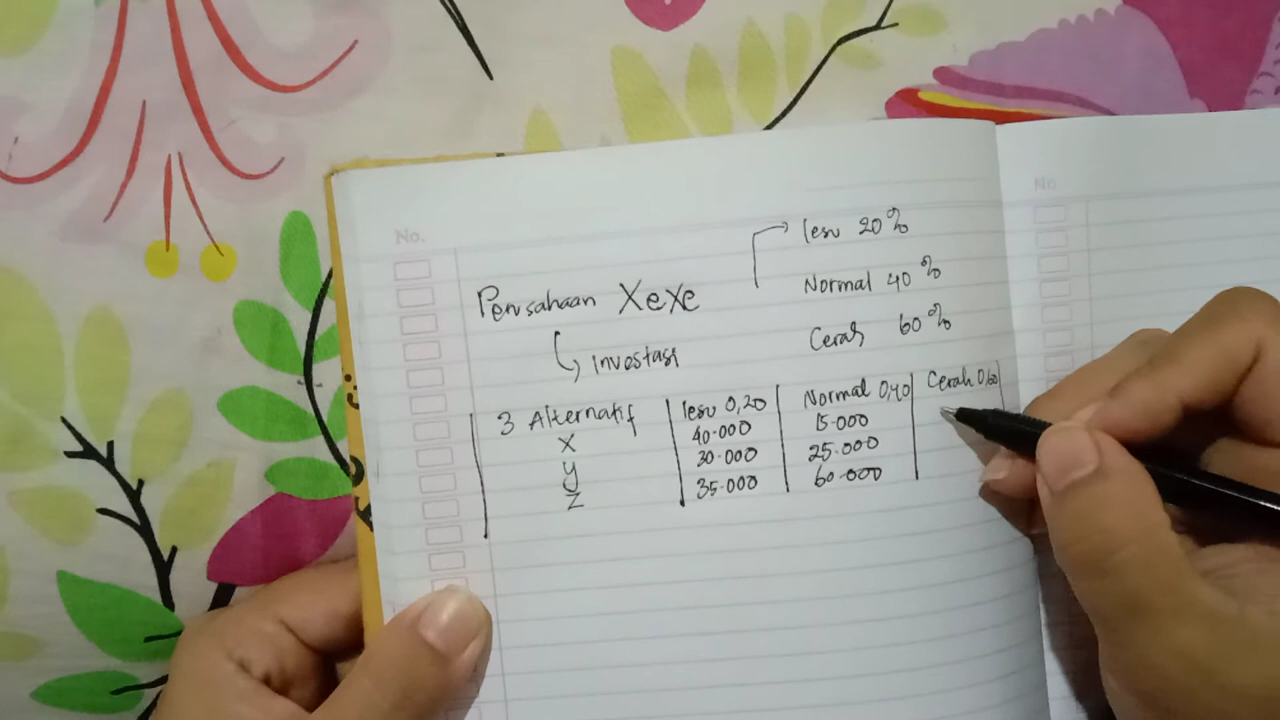 No.
No
lesu 20%
Normal 40%
Perusahaan XeXe
Cerah 60%
Investasi
3 Alternatif lesu 0,20 Normal 0,40 Cerah 0,60
X 40.000 15.000
y 30.000 25.000
Z 35.000 60.000